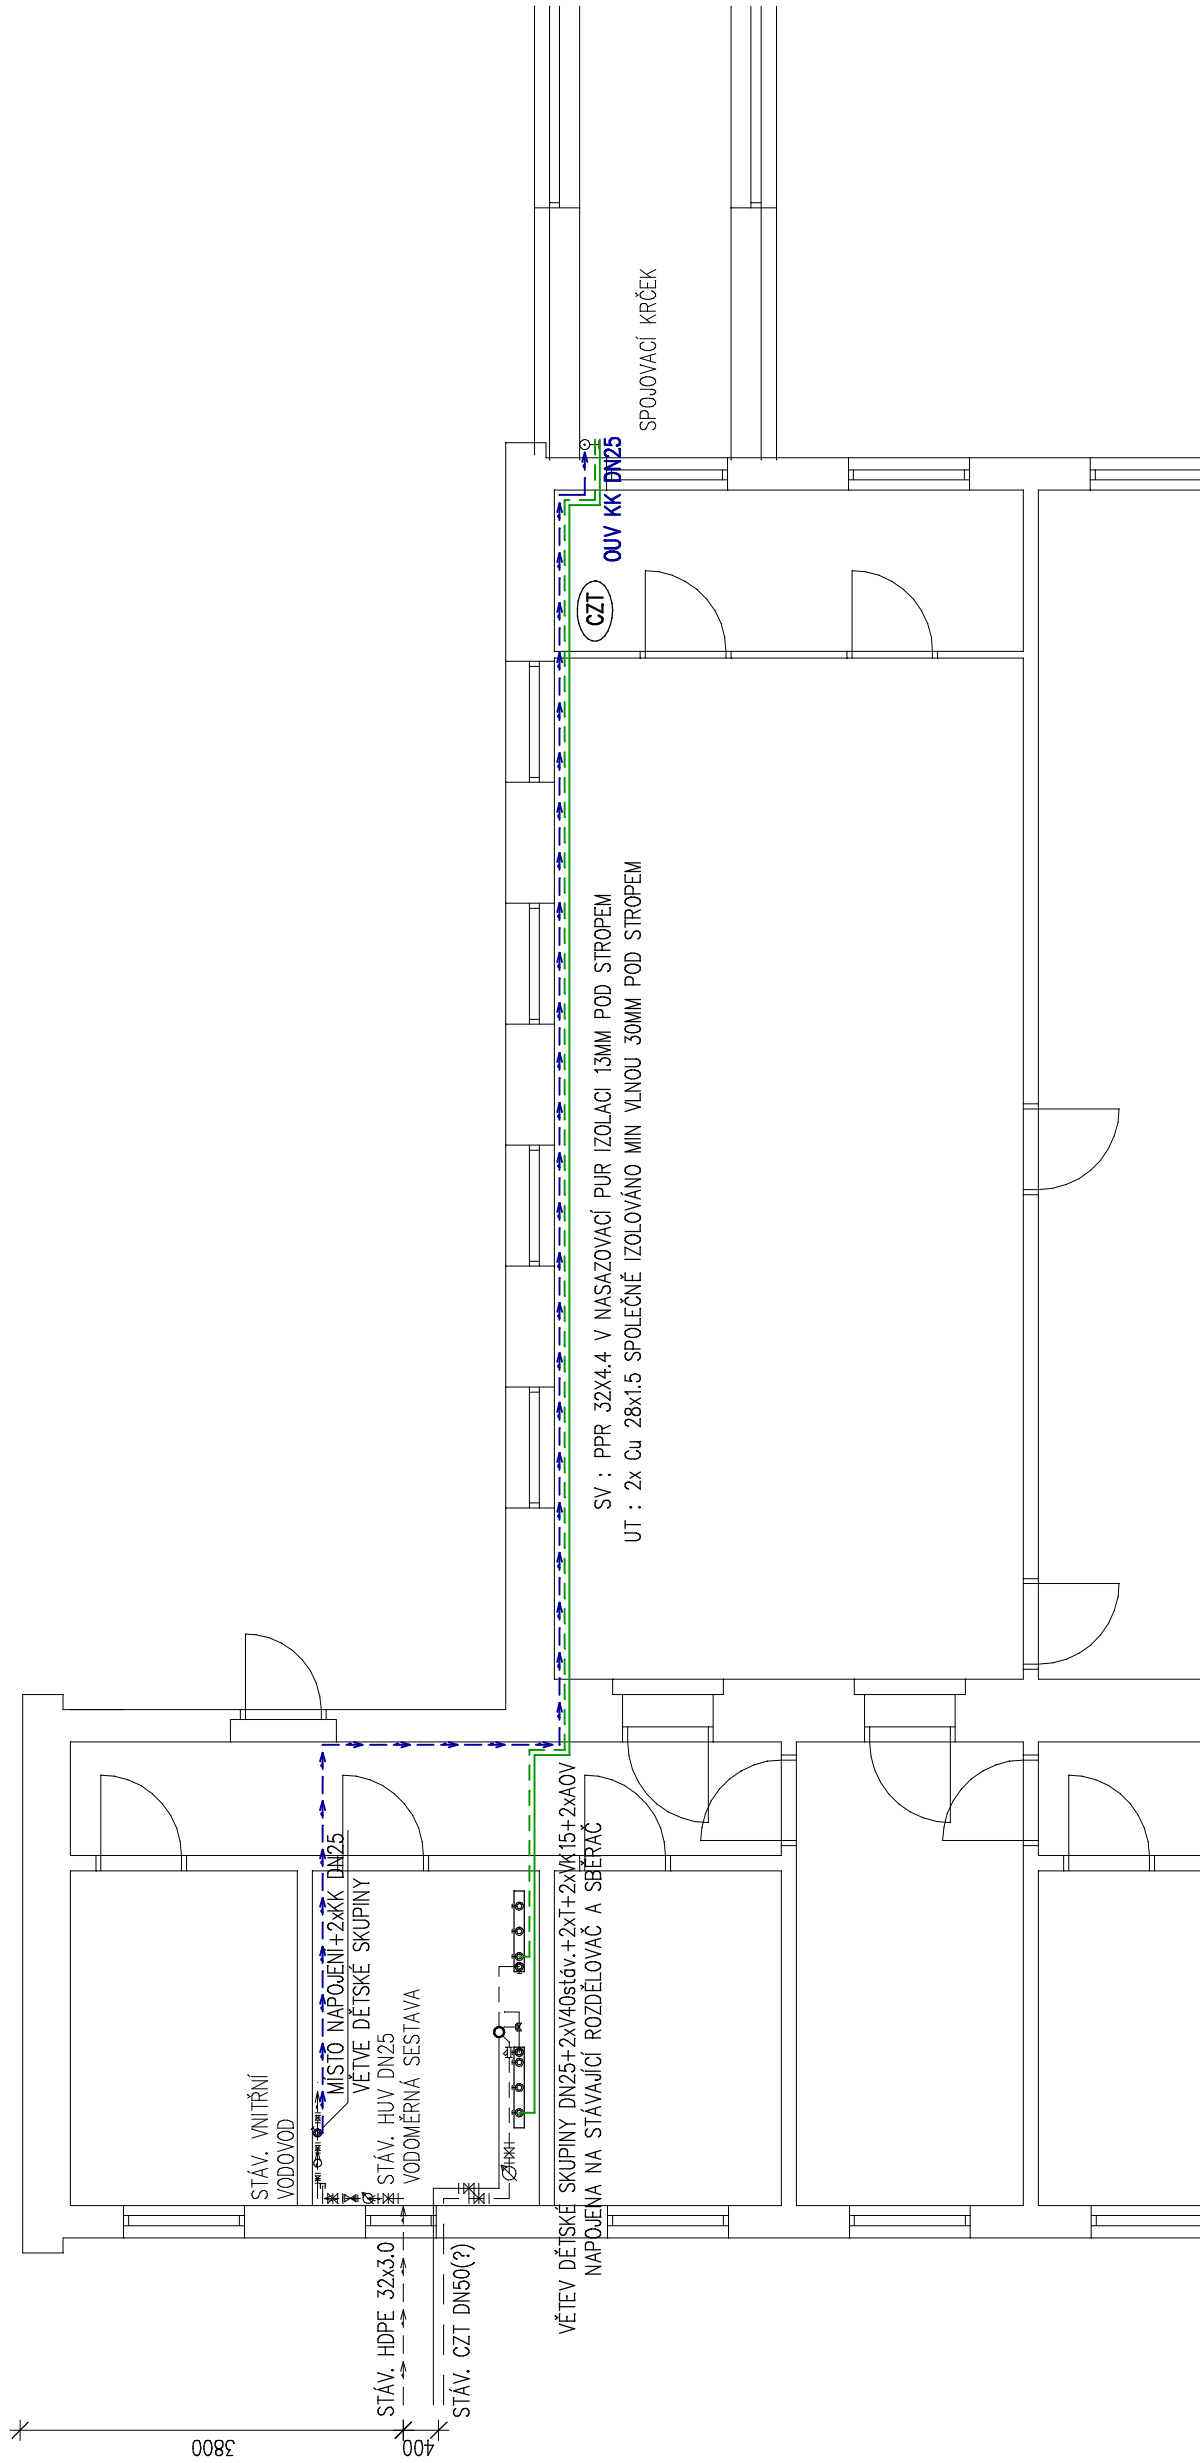 SPOJOVACÍ KRČEK
OUV KK DN25
CZT
SV : PPR 32X4.4 V NASAZOVACÍ PUR IZOLACI 13MM POD STROPEM
UT : 2x Cu 28x1.5 SPOLEČNĚ IZOLOVÁNO MIN VLNOU 30MM POD STROPEM
MÍSTO NAPOJENÍ+2xKK DN25
VĚTVE DĚTSKÉ SKUPINY
STÁV. VNITŘNÍ
VODOVOD
STÁV. HUV DN25
VODOMĚRNÁ SESTAVA
VĚTEV DĚTSKÉ SKUPINY DN25+2xV40stáv.+2xT+2xVK15+2xAOV
NAPOJENA NA STÁVAJÍCÍ ROZDĚLOVAČ A SBĚRAČ
STÁV. HDPE 32x3.0
STÁV. CZT DN50(?)
3800
400